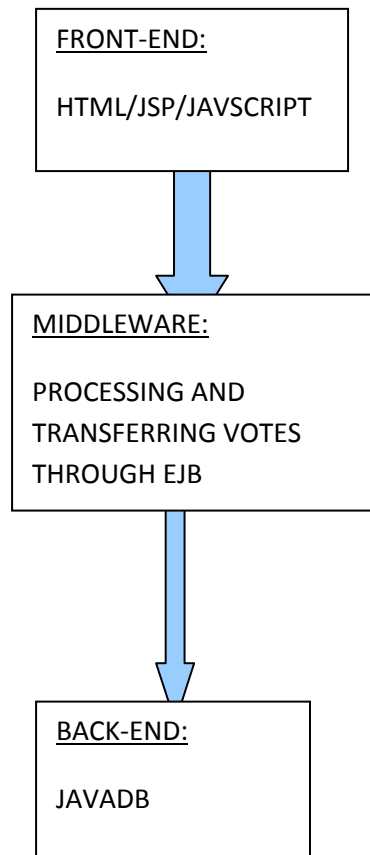 FRONT-END:
HTML/JSP/JAVSCRIPT
MIDDLEWARE:
PROCESSING AND
TRANSFERRING VOTES
THROUGH EJB
BACK-END:
JAVADB